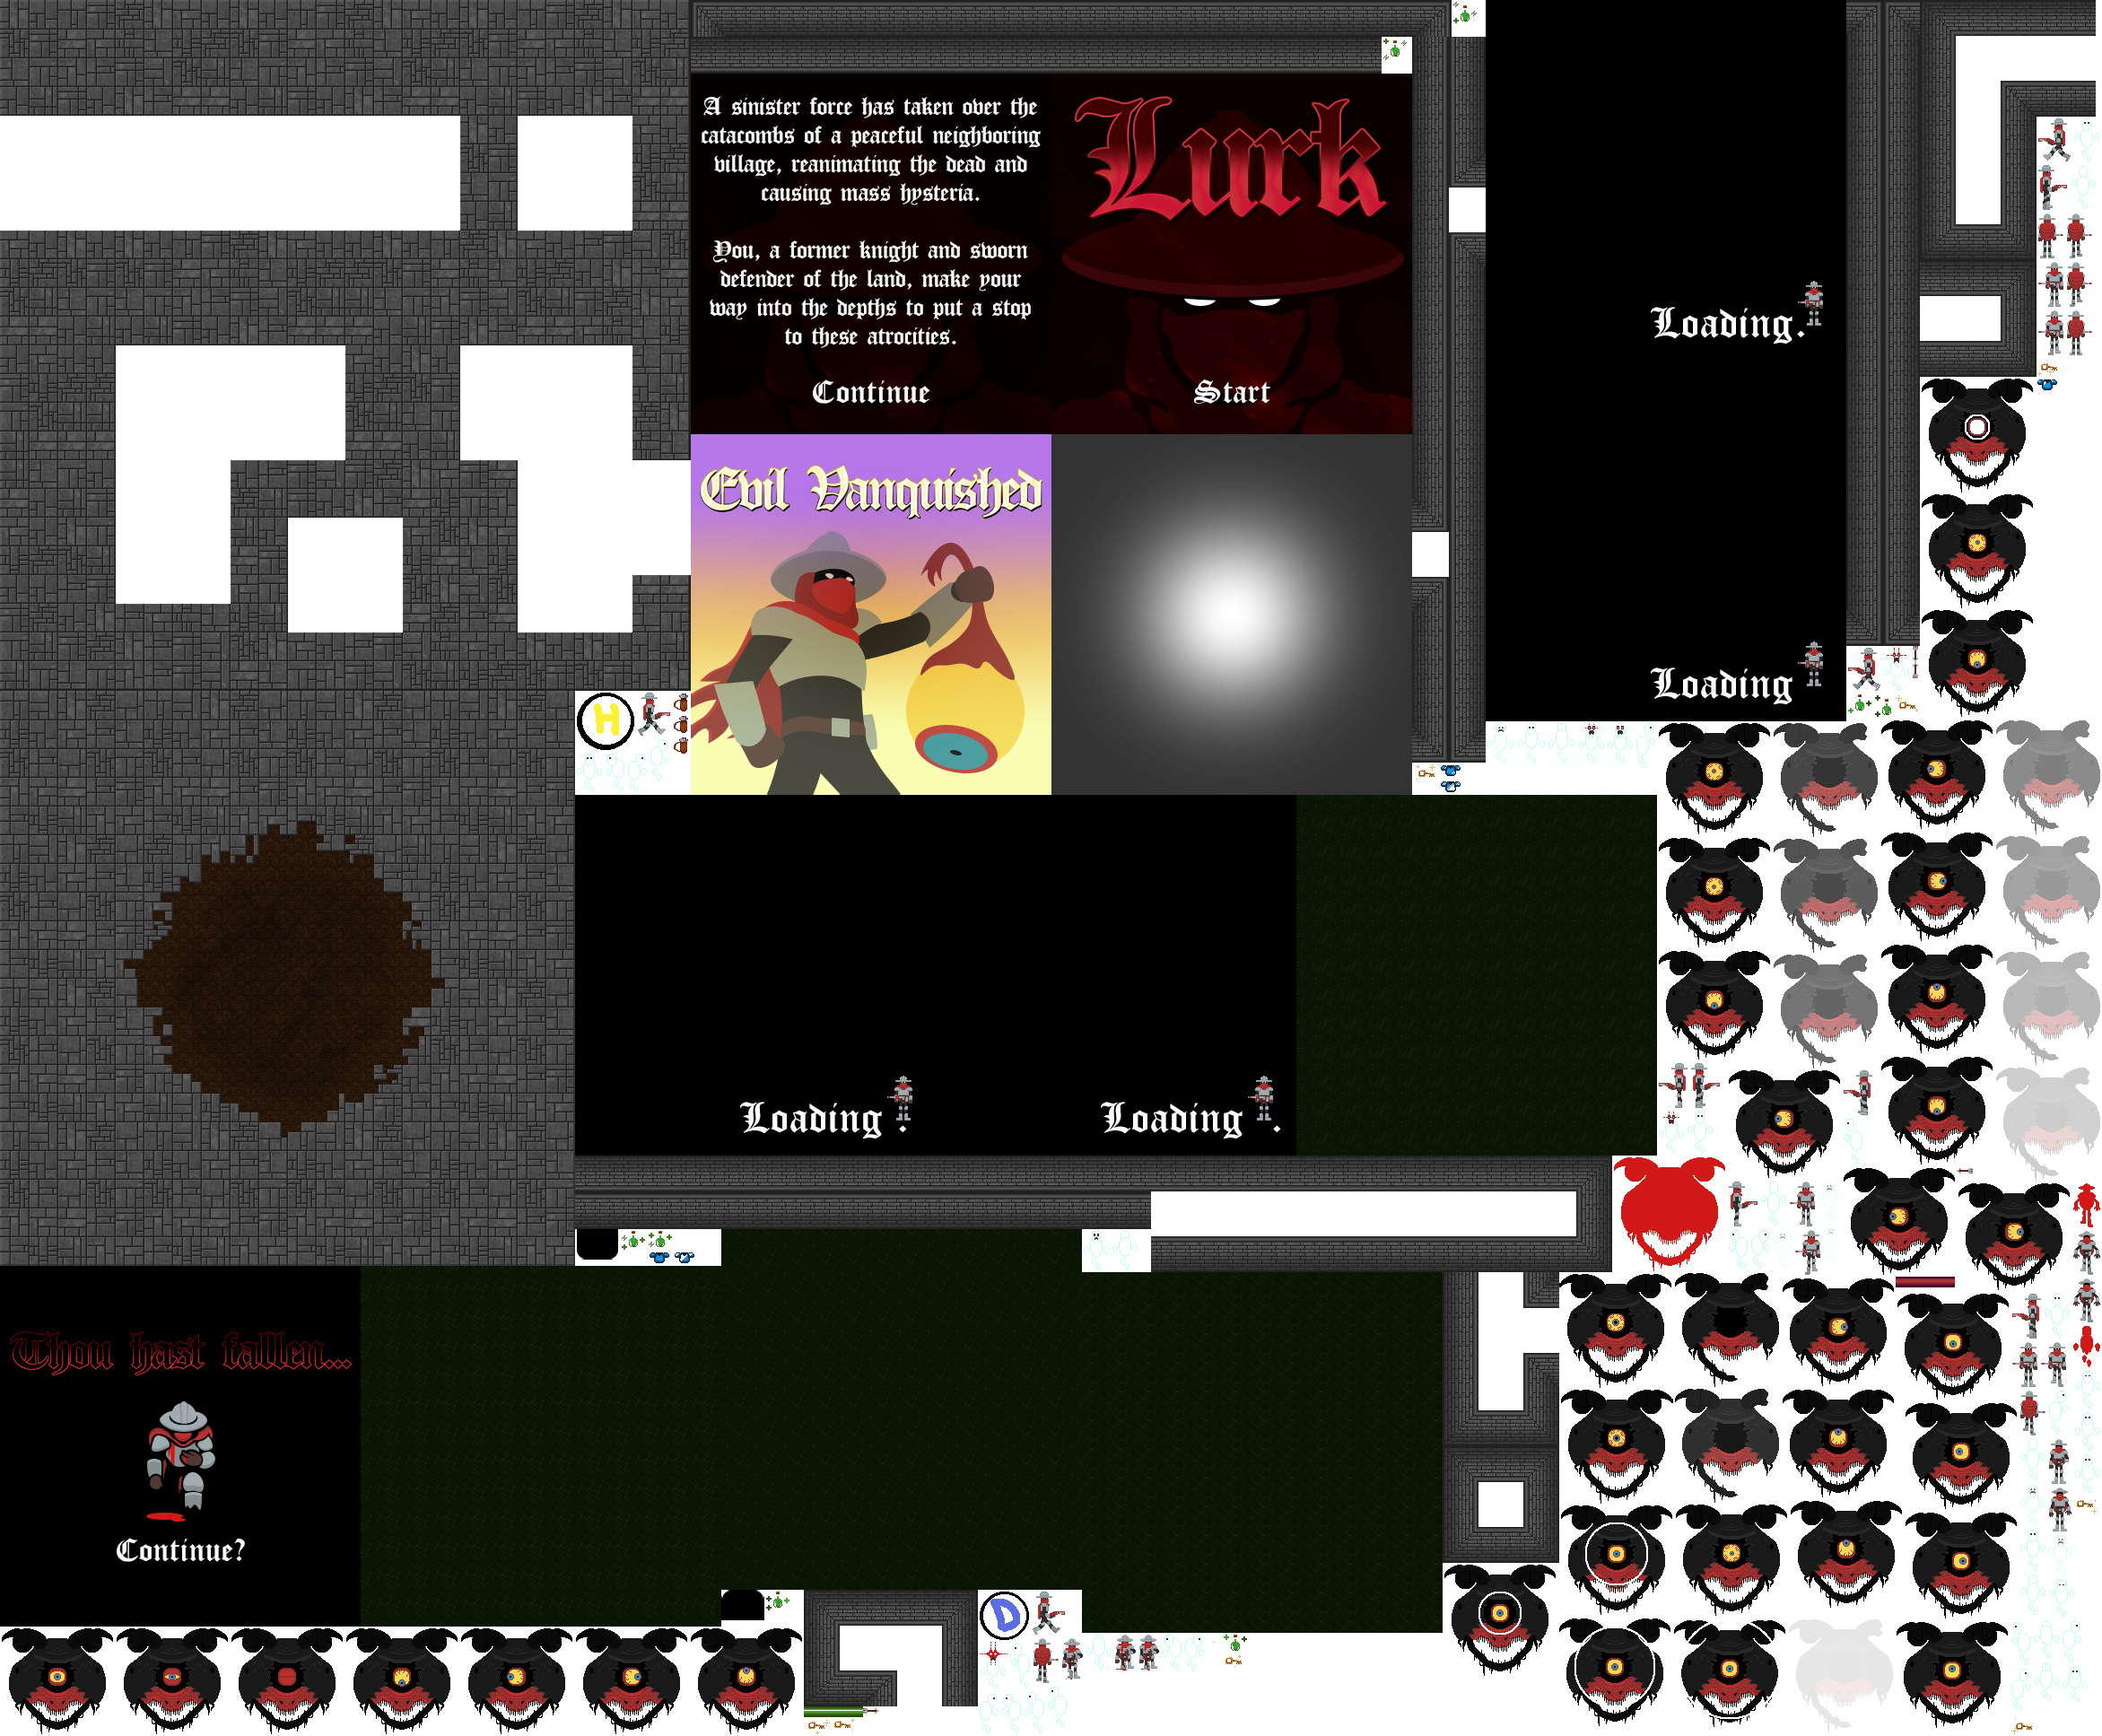 A sinister force has taken over the
catacombs of a peaceful neighboring
village, reanimating the dead and
causing mass hysteria.
You, a former knight and sworn
defender of the land, make your
way into the depths to put a stop
to these atrocities.
Continue
Lurk
Start
Evil Vanquished
Loading.
Loading
H
Loading .
Loading .
Thou hast fallen...
Continue?
D